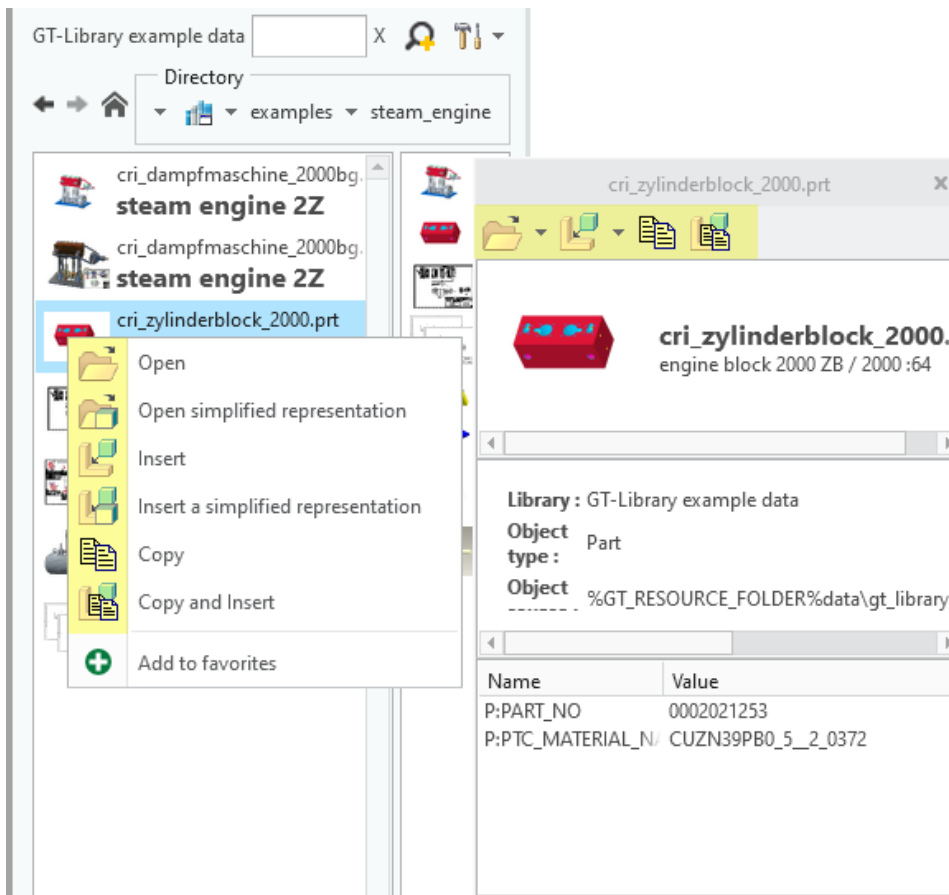 GT-Library example data X
Directory
examples steam_engine
cri_dampfmaschine_2000bg.
steam engine 2Z
cri_dampfmaschine_2000bg.
steam engine 2Z
cri_zylinderblock_2000.prt
Open
Open simplified representation
Insert
Insert a simplified representation
Copy
Copy and Insert
Add to favorites
cri_zylinderblock_2000.prt x
cri_zylinderblock_2000.
engine block 2000 ZB / 2000 :64
Library : GT-Library example data
Object
type : Part
Object
%GT_RESOURCE_FOLDER%data\gt_library
Name Value
P:PART_NO 0002021253
P:PTC_MATERIAL_NA CUZN39PB0_5__2_0372